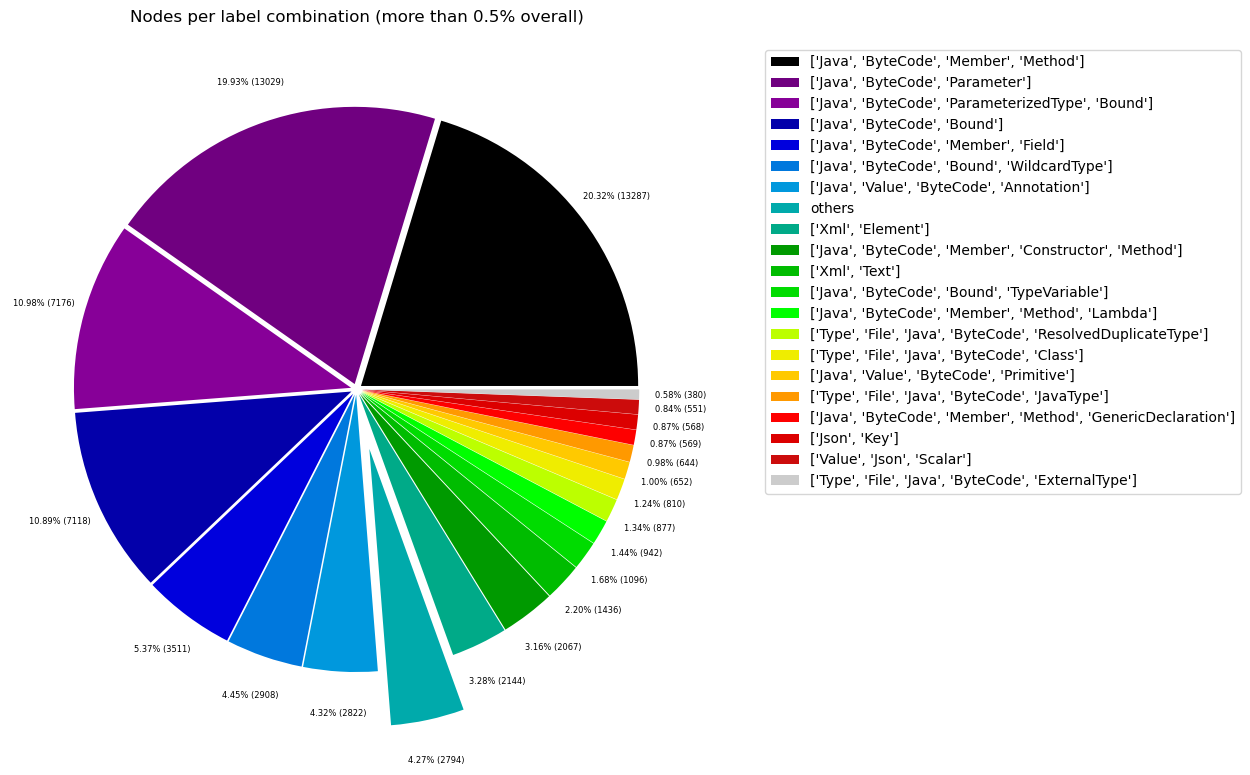 Nodes per label combination (more than 0.5% overall)
20.32% (13287)
19.93% (13029)
10.98% (7176)
10.89% (7118)
5.37% (3511)
4.45% (2908)
4.32% (2822)
4.27% (2794)
3.28% (2144)
3.16% (2067)
2.20% (1436)
1.68% (1096)
1.44% (942)
1.34% (877)
1.24% (810)
1.00% (652)
0.98% (644)
0.87% (569)
0.87% (568)
0.84% (551)
0.58% (380)
['Java', 'ByteCode', 'Member', 'Method']
['Java', 'ByteCode', 'Parameter']
['Java', 'ByteCode', 'ParameterizedType', 'Bound']
['Java', 'ByteCode', 'Bound']
['Java', 'ByteCode', 'Member', 'Field']
['Java', 'ByteCode', 'Bound', 'WildcardType']
['Java', 'Value', 'ByteCode', 'Annotation']
others
['Xml', 'Element']
['Java', 'ByteCode', 'Member', 'Constructor', 'Method']
['Xml', 'Text']
['Java', 'ByteCode', 'Bound', 'TypeVariable']
['Java', 'ByteCode', 'Member', 'Method', 'Lambda']
['Type', 'File', 'Java', 'ByteCode', 'ResolvedDuplicateType']
['Type', 'File', 'Java', 'ByteCode', 'Class']
['Java', 'Value', 'ByteCode', 'Primitive']
['Type', 'File', 'Java', 'ByteCode', 'JavaType']
['Java', 'ByteCode', 'Member', 'Method', 'GenericDeclaration']
['Json', 'Key']
['Value', 'Json', 'Scalar']
['Type', 'File', 'Java', 'ByteCode', 'ExternalType']